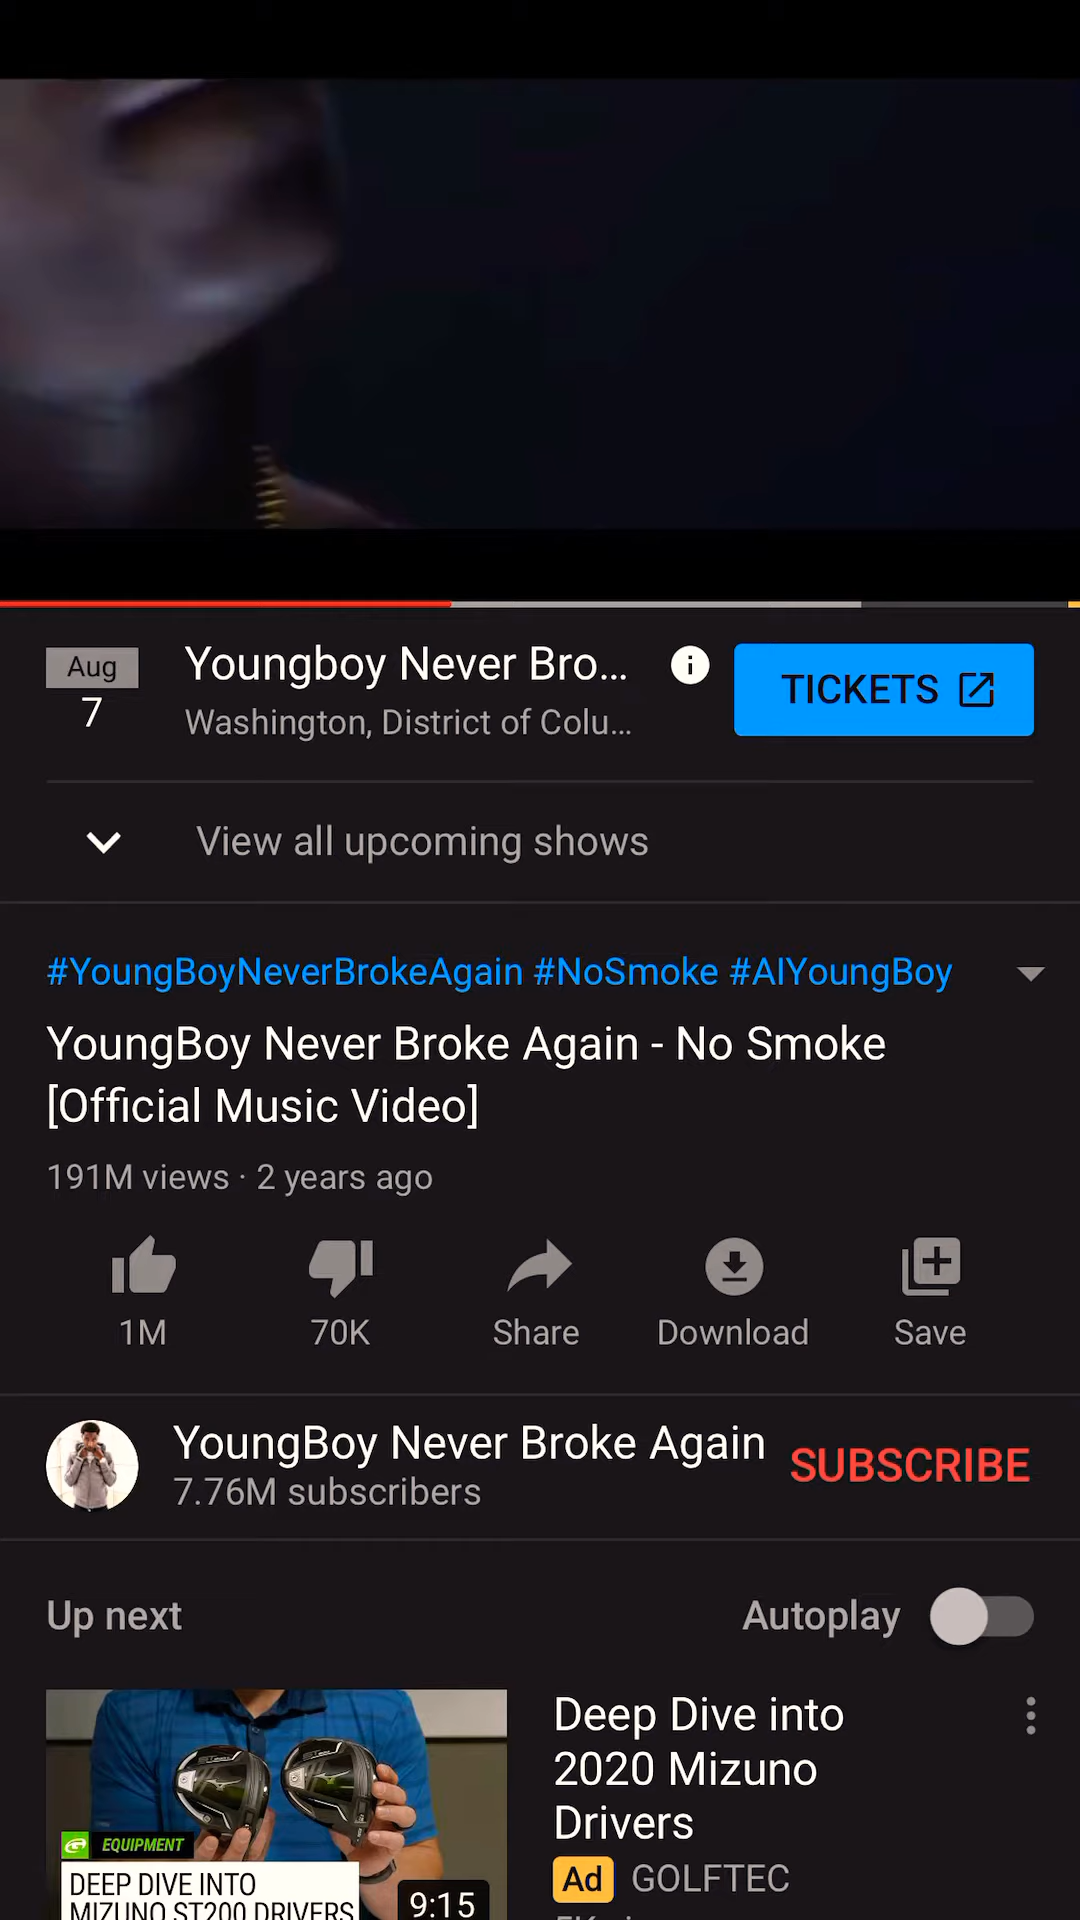 Aug
7
Youngboy Never Bro...
Washington, District of Colu...
TICKETS
View all upcoming shows
#YoungBoyNeverBrokeAgain #NoSmoke #AIYoungBoy
YoungBoy Never Broke Again - No Smoke
[Official Music Video]
191M views · 2 years ago
1M
70K
Share
Download
Save
YoungBoy Never Broke Again
7.76M subscribers
SUBSCRIBE
Up next
Autoplay
EQUIPMENT
DEEP DIVE INTO
MIZUNO ST200 DRIVERS
9:15
Deep Dive into
2020 Mizuno
Drivers
Ad GOLFTEC